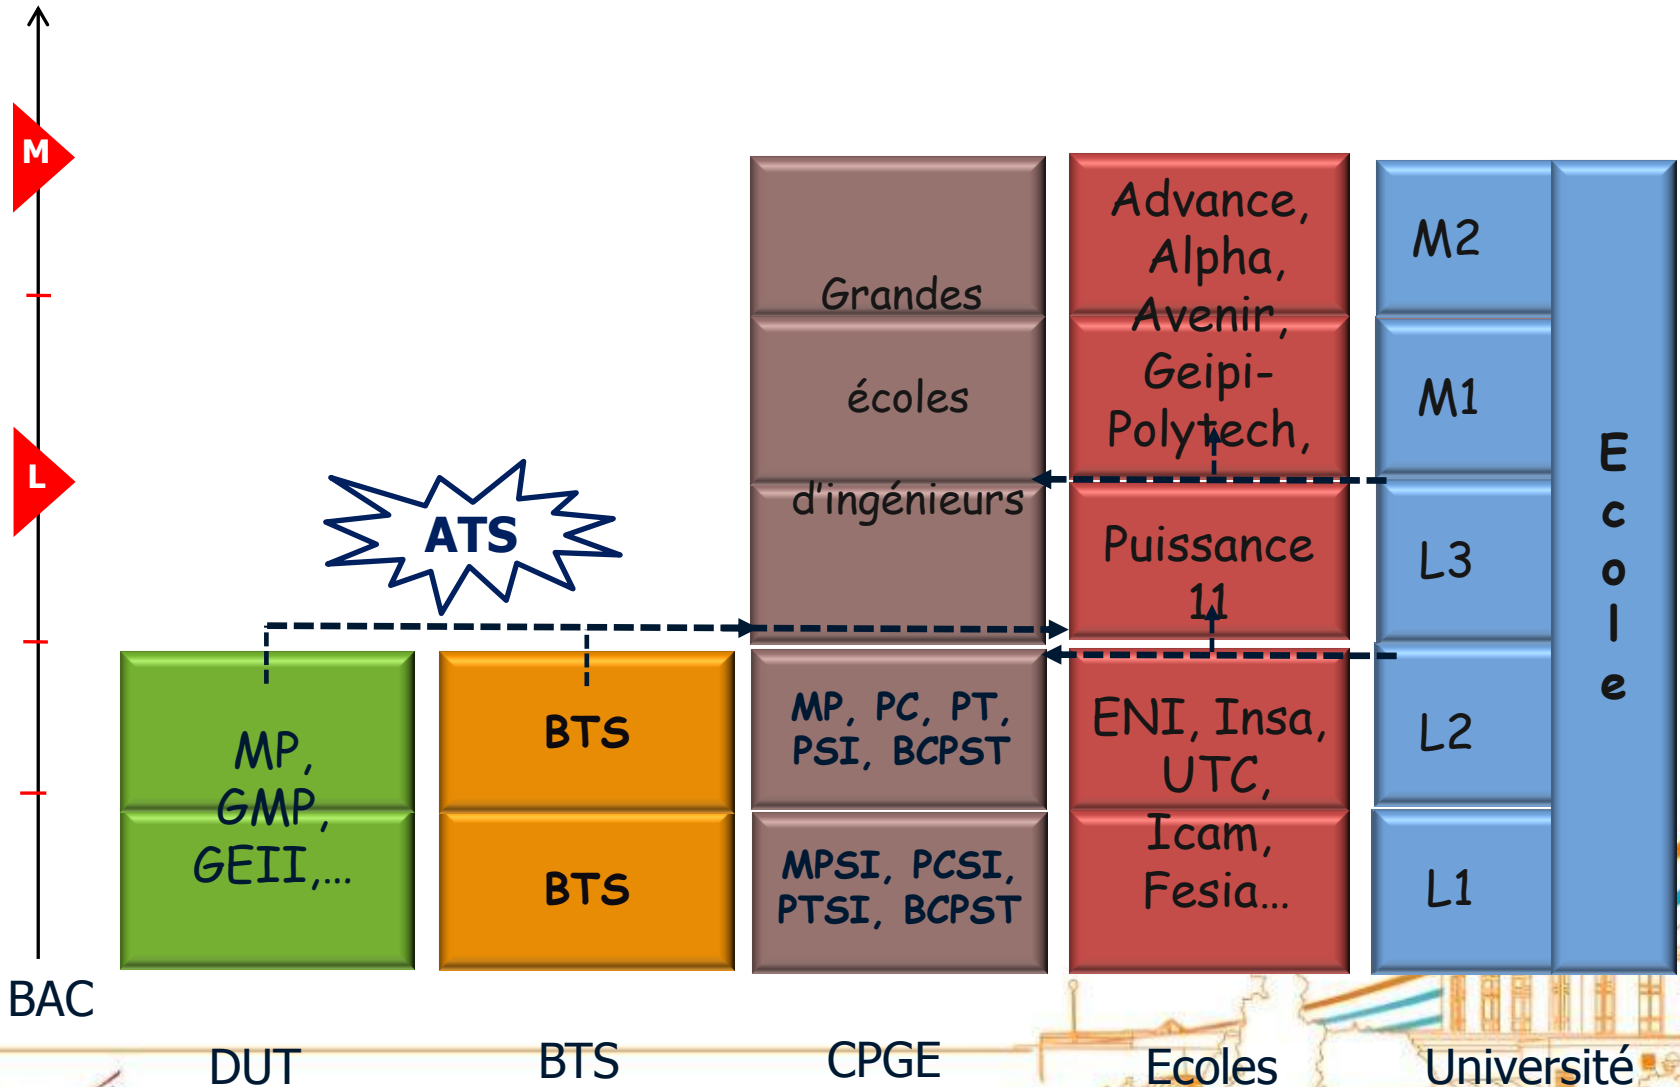 M
L
BAC
ATS
MP,
GMP,
GEII,...
DUT
BTS
BTS
BTS
Grandes
écoles
d'ingénieurs
MP, PC, PT,
PSI, BCPST
MPSI, PCSI,
PTSI, BCPST
CPGE
Advance,
Alpha,
Avenir,
Geipi-
Polytech,
Puissance
11
ENI, Insa,
UTC,
Icam,
Fesia...
Ecoles
M2
M1
L3
L2
L1
E
c
o
l
e
Université